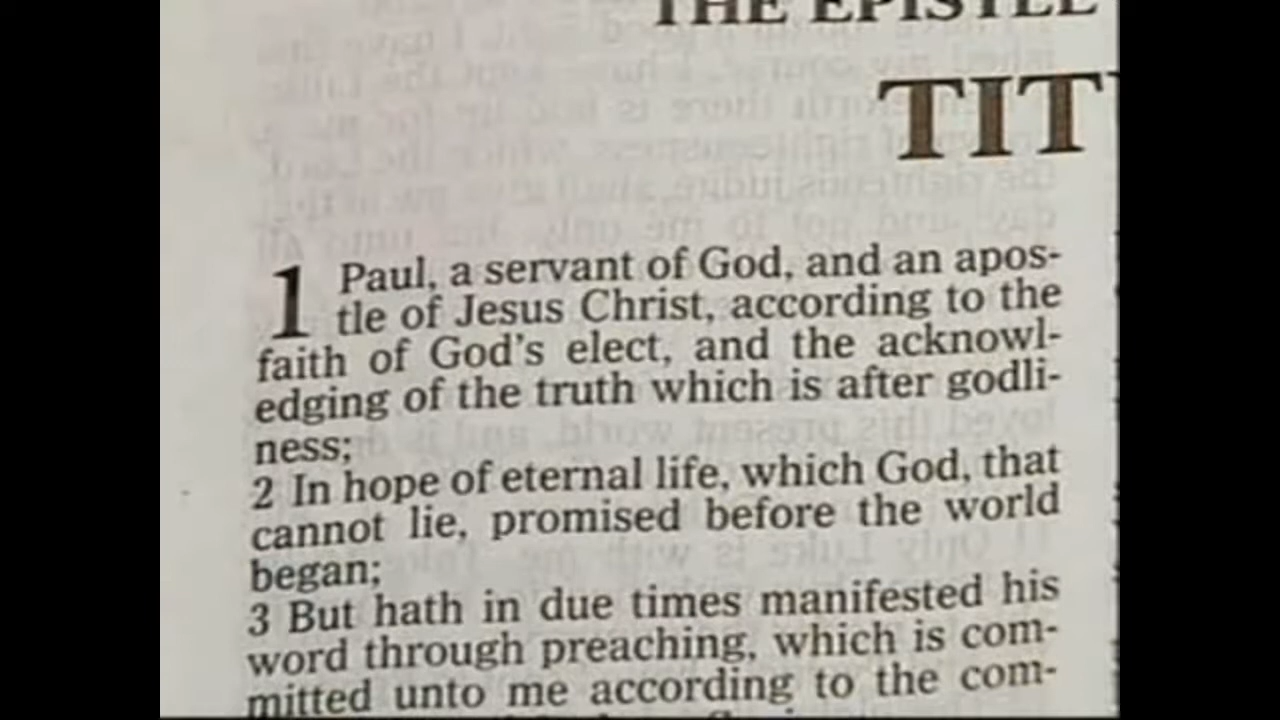 THE EPISTLE
TIT
1 Paul, a servant of God, and an apos-
tle of Jesus Christ, according to the
faith of God's elect, and the acknowl-
edging of the truth which is after godli-
ness;
2 In hope of eternal life, which God, that
cannot lie, promised before the world
began;
3 But hath in due times manifested his
word through preaching, which is com-
mitted unto me according to the com-